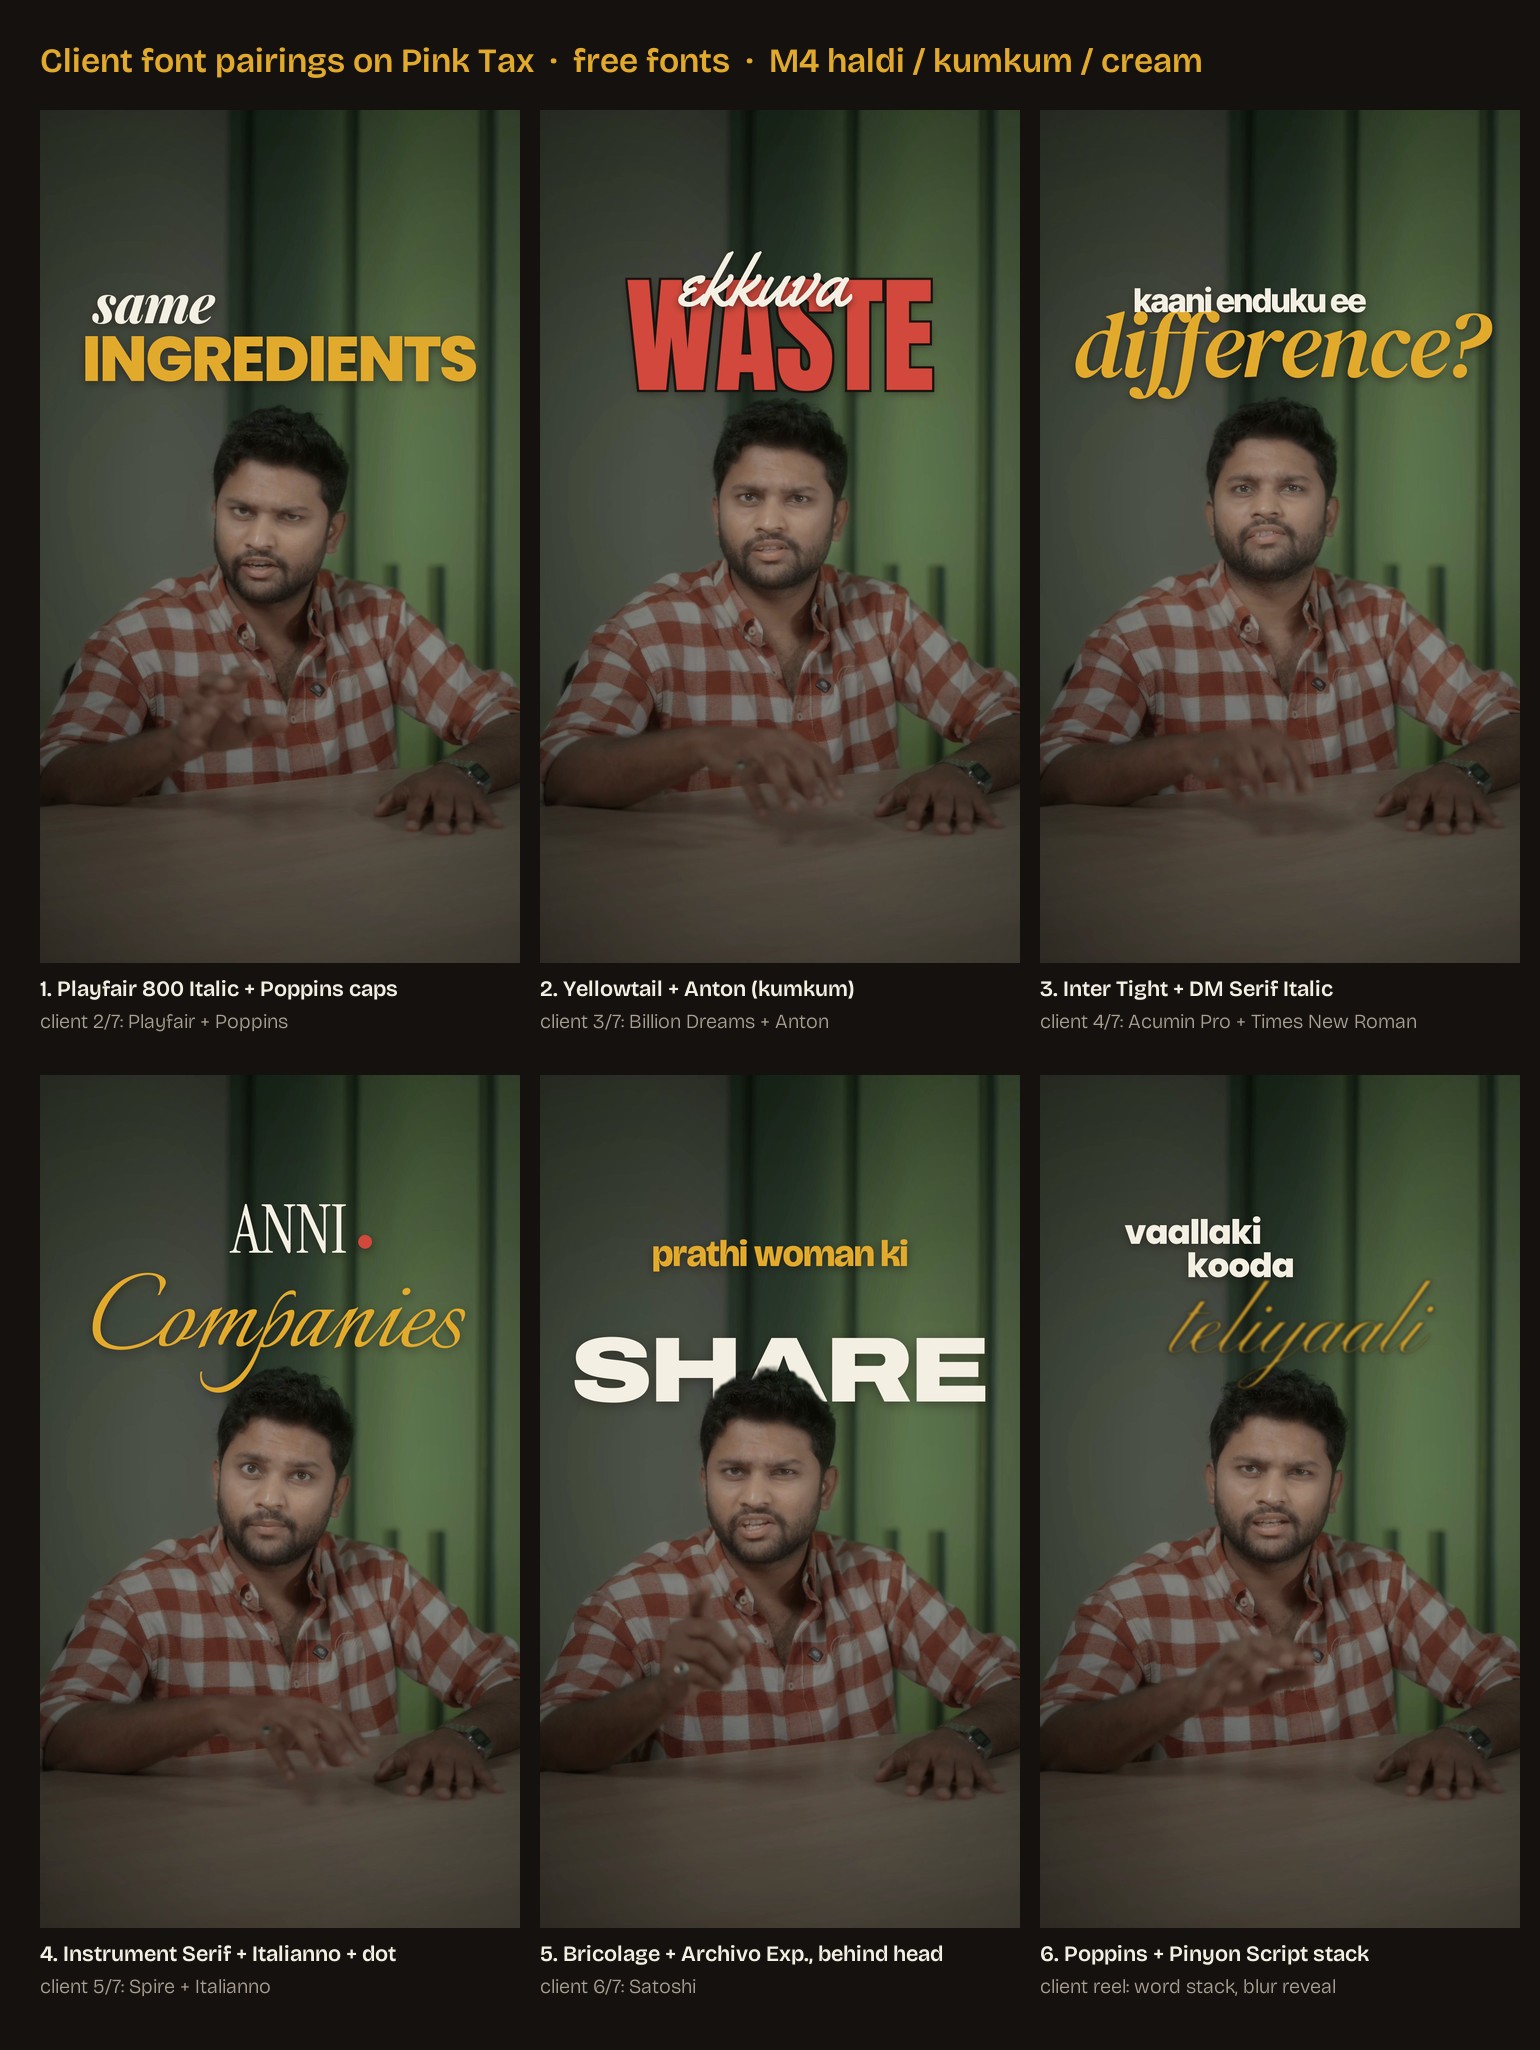 Client font pairings on Pink Tax · free fonts · M4 haldi / kumkum / cream
same
INGREDIENTS
ekkuva
WASTE
kaani enduku ee
difference?
1. Playfair 800 Italic + Poppins caps
client 2/7: Playfair + Poppins
2. Yellowtail + Anton (kumkum)
client 3/7: Billion Dreams + Anton
3. Inter Tight + DM Serif Italic
client 4/7: Acumin Pro + Times New Roman
ANNI
Companies
prathi woman ki
SHARE
vaallaki
kooda
teliyaali
4. Instrument Serif + Italianno + dot
client 5/7: Spire + Italianno
5. Bricolage + Archivo Exp., behind head
client 6/7: Satoshi
6. Poppins + Pinyon Script stack
client reel: word stack, blur reveal